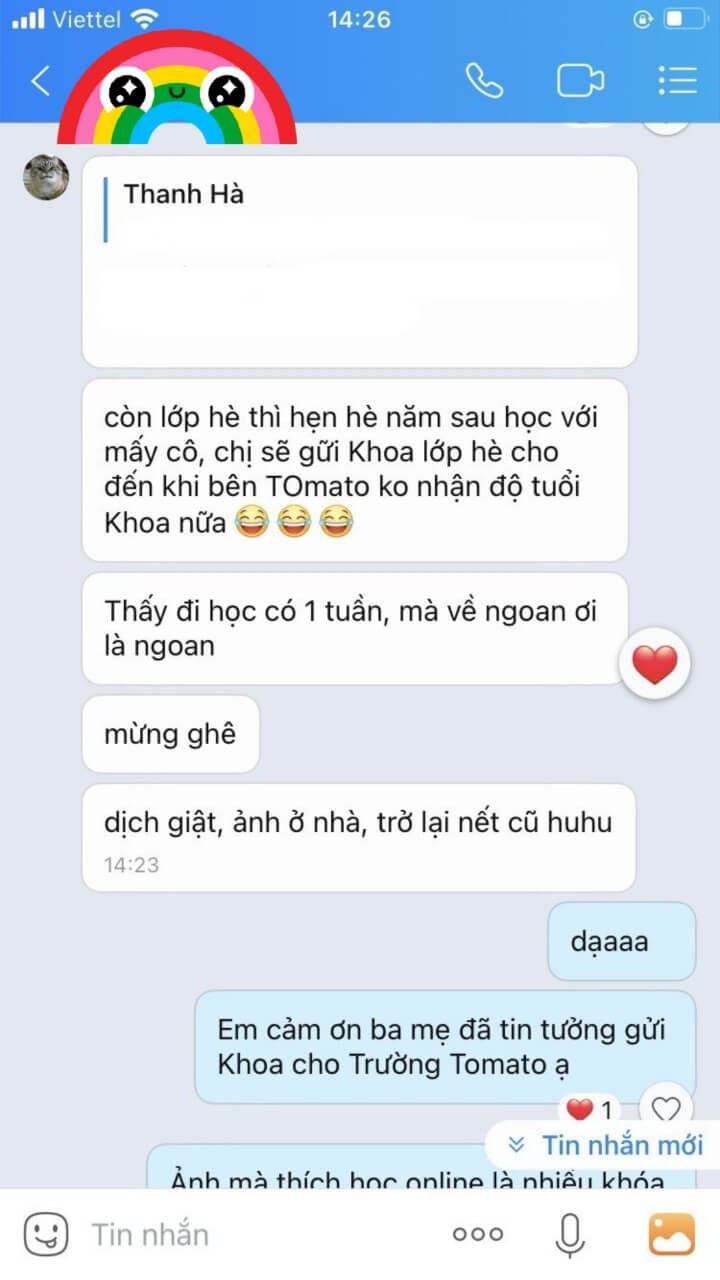 Viettel
14:26
Thanh Hà
còn lớp hè thì hẹn hè năm sau học với
mấy cô, chị sẽ gửi Khoa lớp hè cho
đến khi bên TOmato ko nhận độ tuổi
Khoa nữa 😂😂😂
Thấy đi học có 1 tuần, mà về ngoan ơi
là ngoan
mừng ghê
dịch giật, ảnh ở nhà, trở lại nết cũ huhu
14:23
dạaaa
Em cảm ơn ba mẹ đã tin tưởng gửi
Khoa cho Trường Tomato ạ
1
Tin nhắn mới
Ảnh mà thích học online là nhiều khóa
Tin nhắn